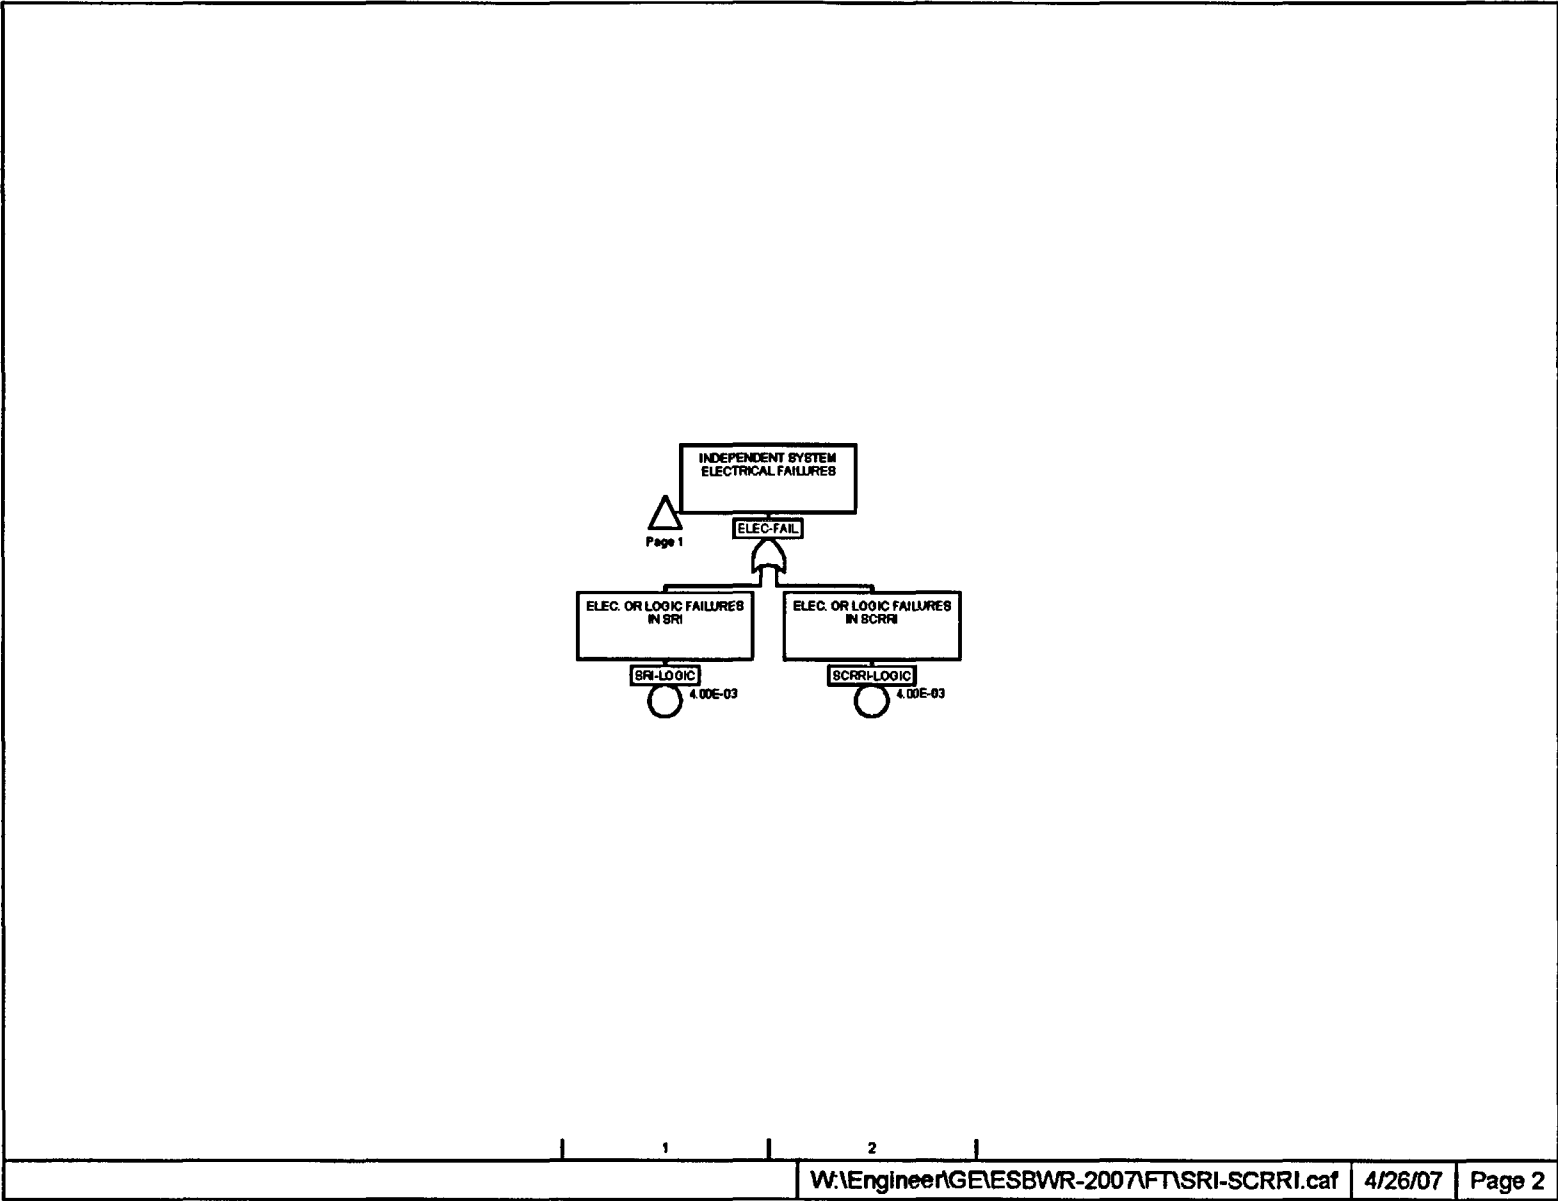 INDEPENDENT SYSTEM
ELECTRICAL FAILURES
Page 1
ELEC-FAIL
ELEC. OR LOGIC FAILURES
IN SRI
ELEC. OR LOGIC FAILURES
IN SCRRI
SRI-LOGIC
4.00E-03
SCRRI-LOGIC
4.00E-03
1
2
W:\Engineer\GE\ESBWR-2007\FT\SRI-SCRRI.caf
4/26/07
Page 2